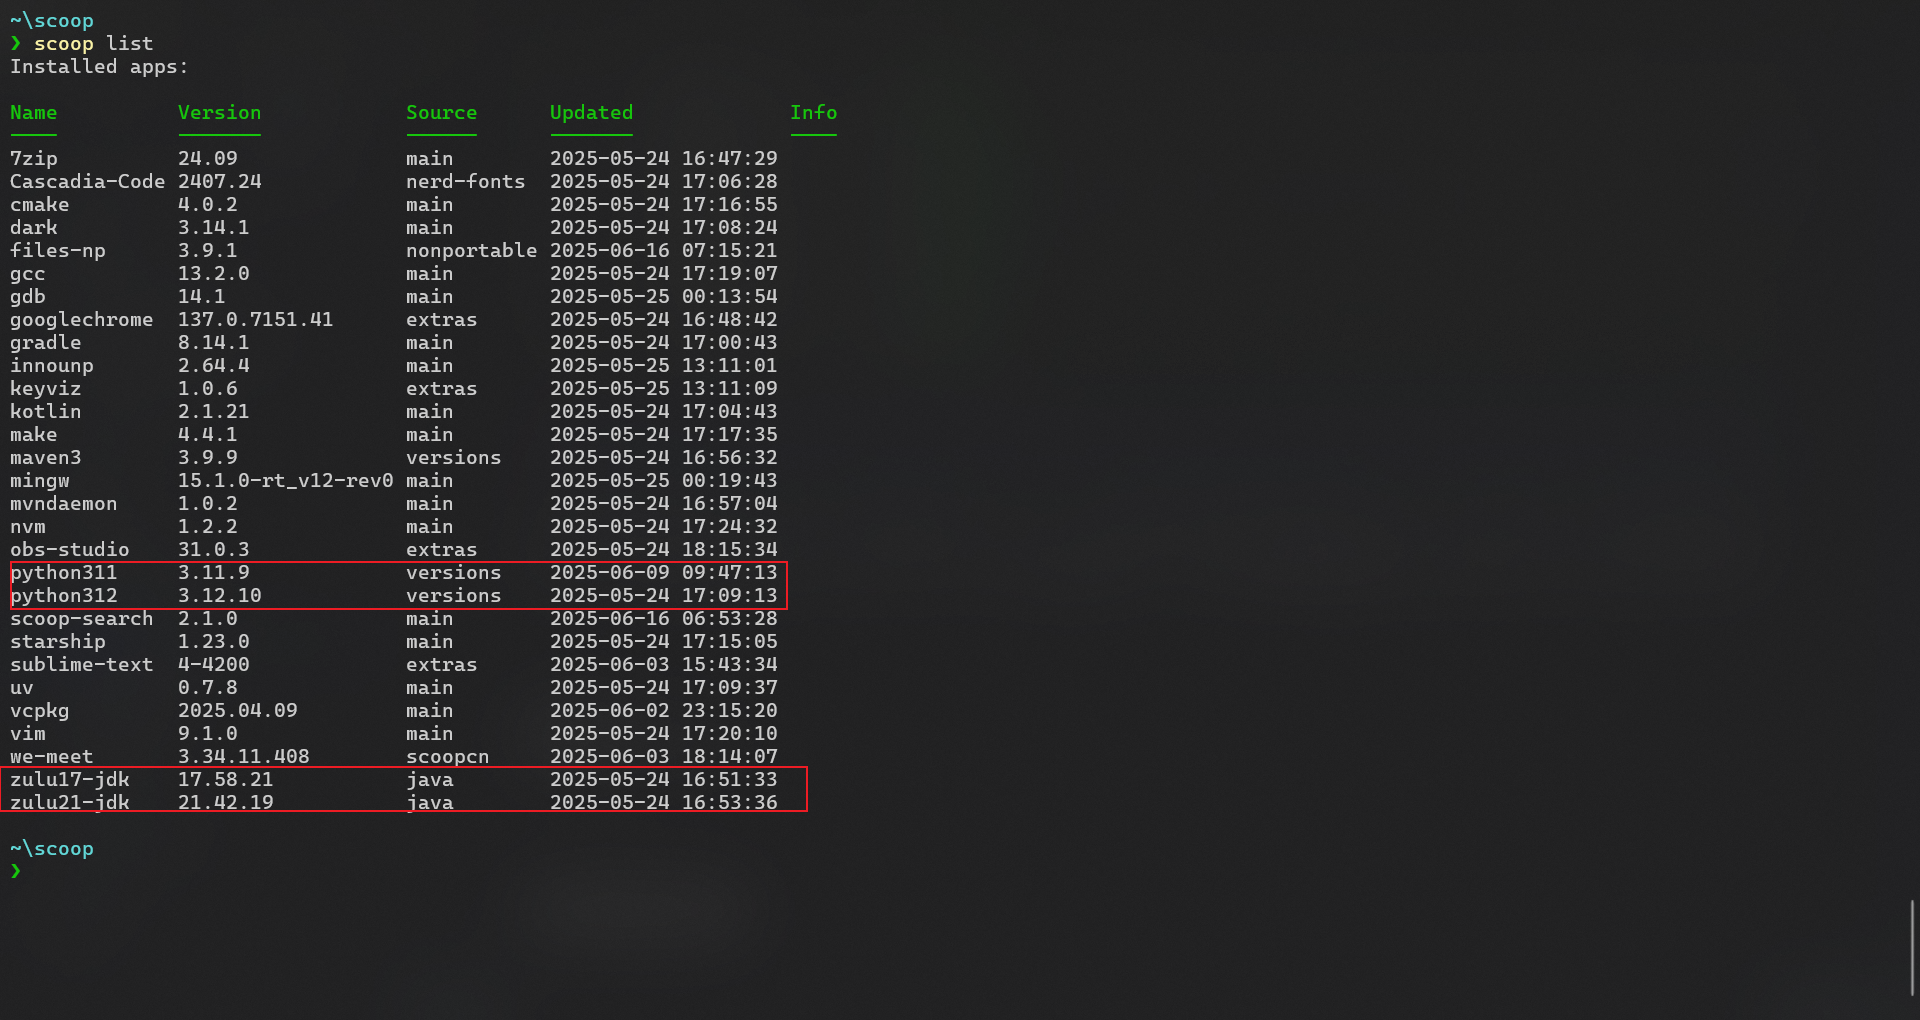 ~\scoop
❯ scoop list
Installed apps:
Name Version Source Updated Info
7zip 24.09 main 2025-05-24 16:47:29
Cascadia-Code 2407.24 nerd-fonts 2025-05-24 17:06:28
cmake 4.0.2 main 2025-05-24 17:16:55
dark 3.14.1 main 2025-05-24 17:08:24
files-np 3.9.1 nonportable 2025-06-16 07:15:21
gcc 13.2.0 main 2025-05-24 17:19:07
gdb 14.1 main 2025-05-25 00:13:54
googlechrome 137.0.7151.41 extras 2025-05-24 16:48:42
gradle 8.14.1 main 2025-05-24 17:00:43
innounp 2.64.4 main 2025-05-25 13:11:01
keyviz 1.0.6 extras 2025-05-25 13:11:09
kotlin 2.1.21 main 2025-05-24 17:04:43
make 4.4.1 main 2025-05-24 17:17:35
maven3 3.9.9 versions 2025-05-24 16:56:32
mingw 15.1.0-rt_v12-rev0 main 2025-05-25 00:19:43
mvndaemon 1.0.2 main 2025-05-24 16:57:04
nvm 1.2.2 main 2025-05-24 17:24:32
obs-studio 31.0.3 extras 2025-05-24 18:15:34
python311 3.11.9 versions 2025-06-09 09:47:13
python312 3.12.10 versions 2025-05-24 17:09:13
scoop-search 2.1.0 main 2025-06-16 06:53:28
starship 1.23.0 main 2025-05-24 17:15:05
sublime-text 4-4200 extras 2025-06-03 15:43:34
uv 0.7.8 main 2025-05-24 17:09:37
vcpkg 2025.04.09 main 2025-06-02 23:15:20
vim 9.1.0 main 2025-05-24 17:20:10
we-meet 3.34.11.408 scoopcn 2025-06-03 18:14:07
zulu17-jdk 17.58.21 java 2025-05-24 16:51:33
zulu21-jdk 21.42.19 java 2025-05-24 16:53:36
~\scoop
❯